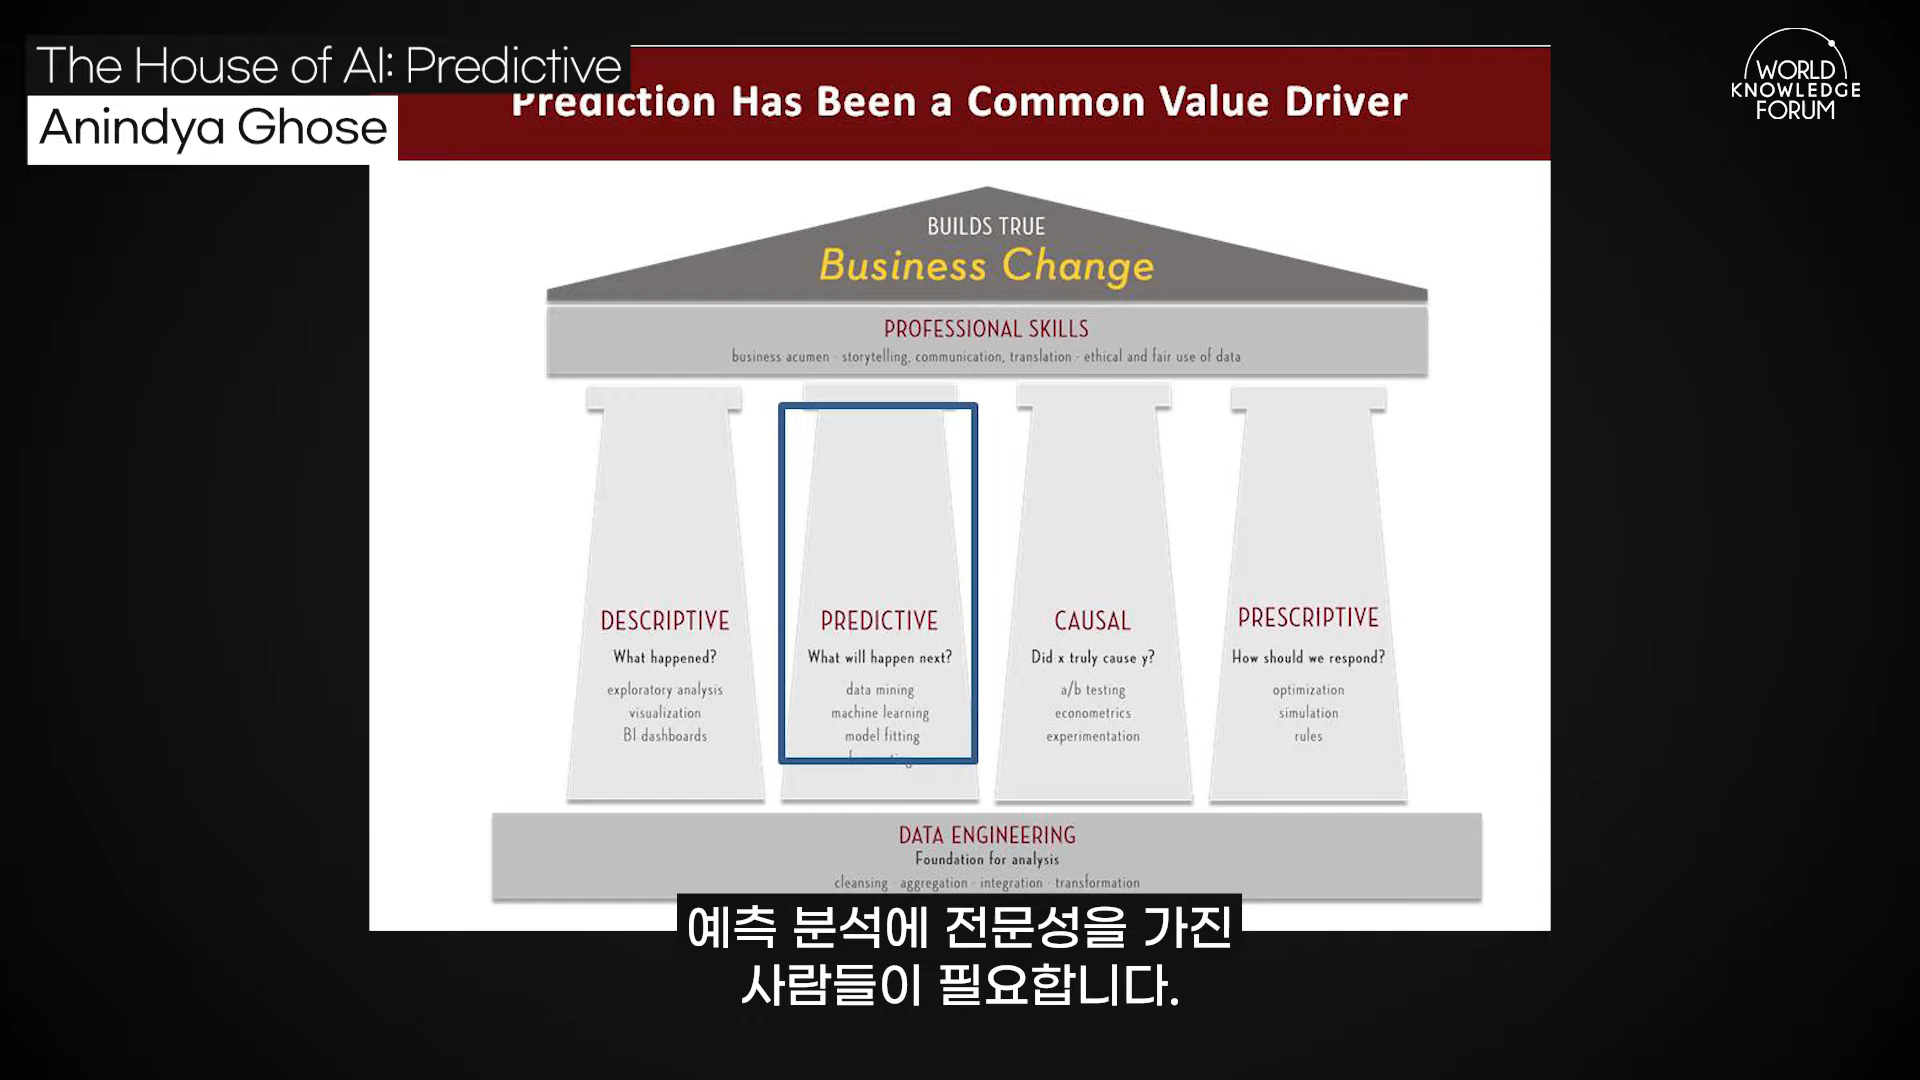 The House of AI: Predictive
Anindya Ghose
WORLD
KNOWLEDGE
FORUM
Prediction Has Been a Common Value Driver
BUILDS TRUE
Business Change
PROFESSIONAL SKILLS
business acumen · storytelling, communication, translation · ethical and fair use of data
DESCRIPTIVE
What happened?
exploratory analysis
visualization
BI dashboards
PREDICTIVE
What will happen next?
data mining
machine learning
model fitting
CAUSAL
Did x truly cause y?
a/b testing
econometrics
experimentation
PRESCRIPTIVE
How should we respond?
optimization
simulation
rules
DATA ENGINEERING
Foundation for analysis
cleansing · aggregation · integration · transformation
예측 분석에 전문성을 가진
사람들이 필요합니다.